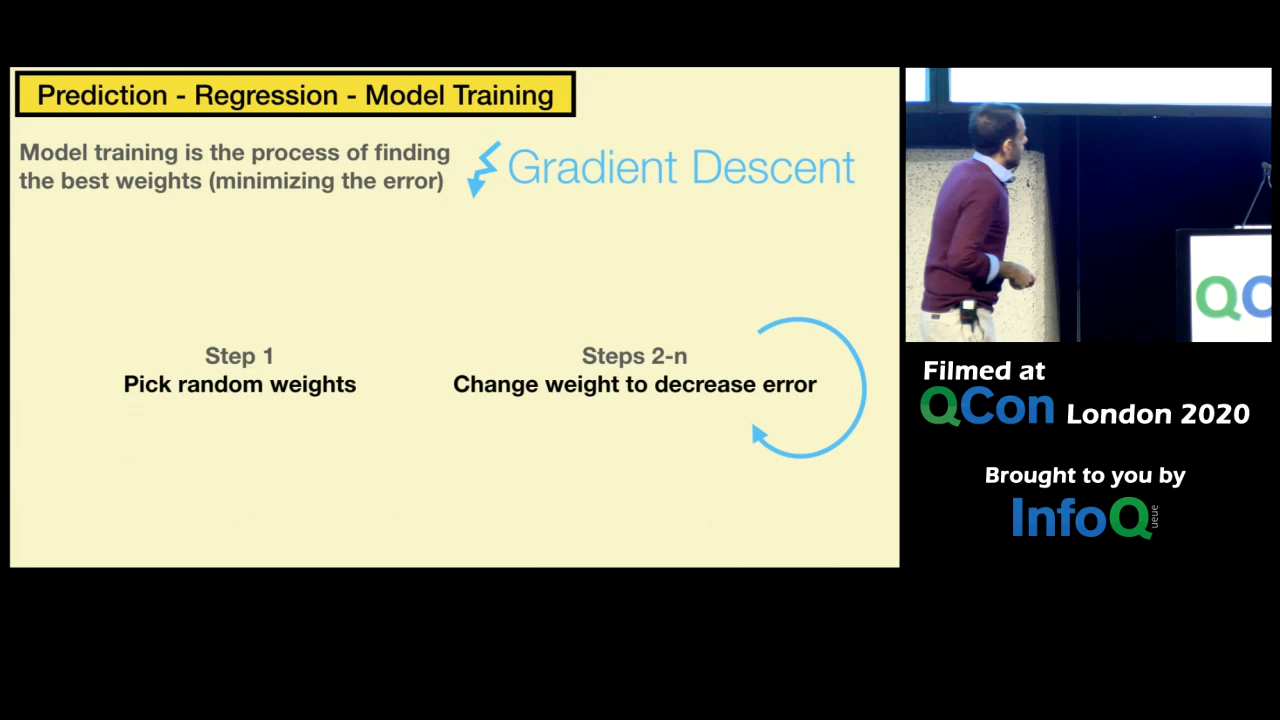 Prediction - Regression - Model Training
Model training is the process of finding
the best weights (minimizing the error)
Gradient Descent
Step 1
Pick random weights
Steps 2-n
Change weight to decrease error
QC
Filmed at
QCon London 2020
Brought to you by
InfoQ
ueue